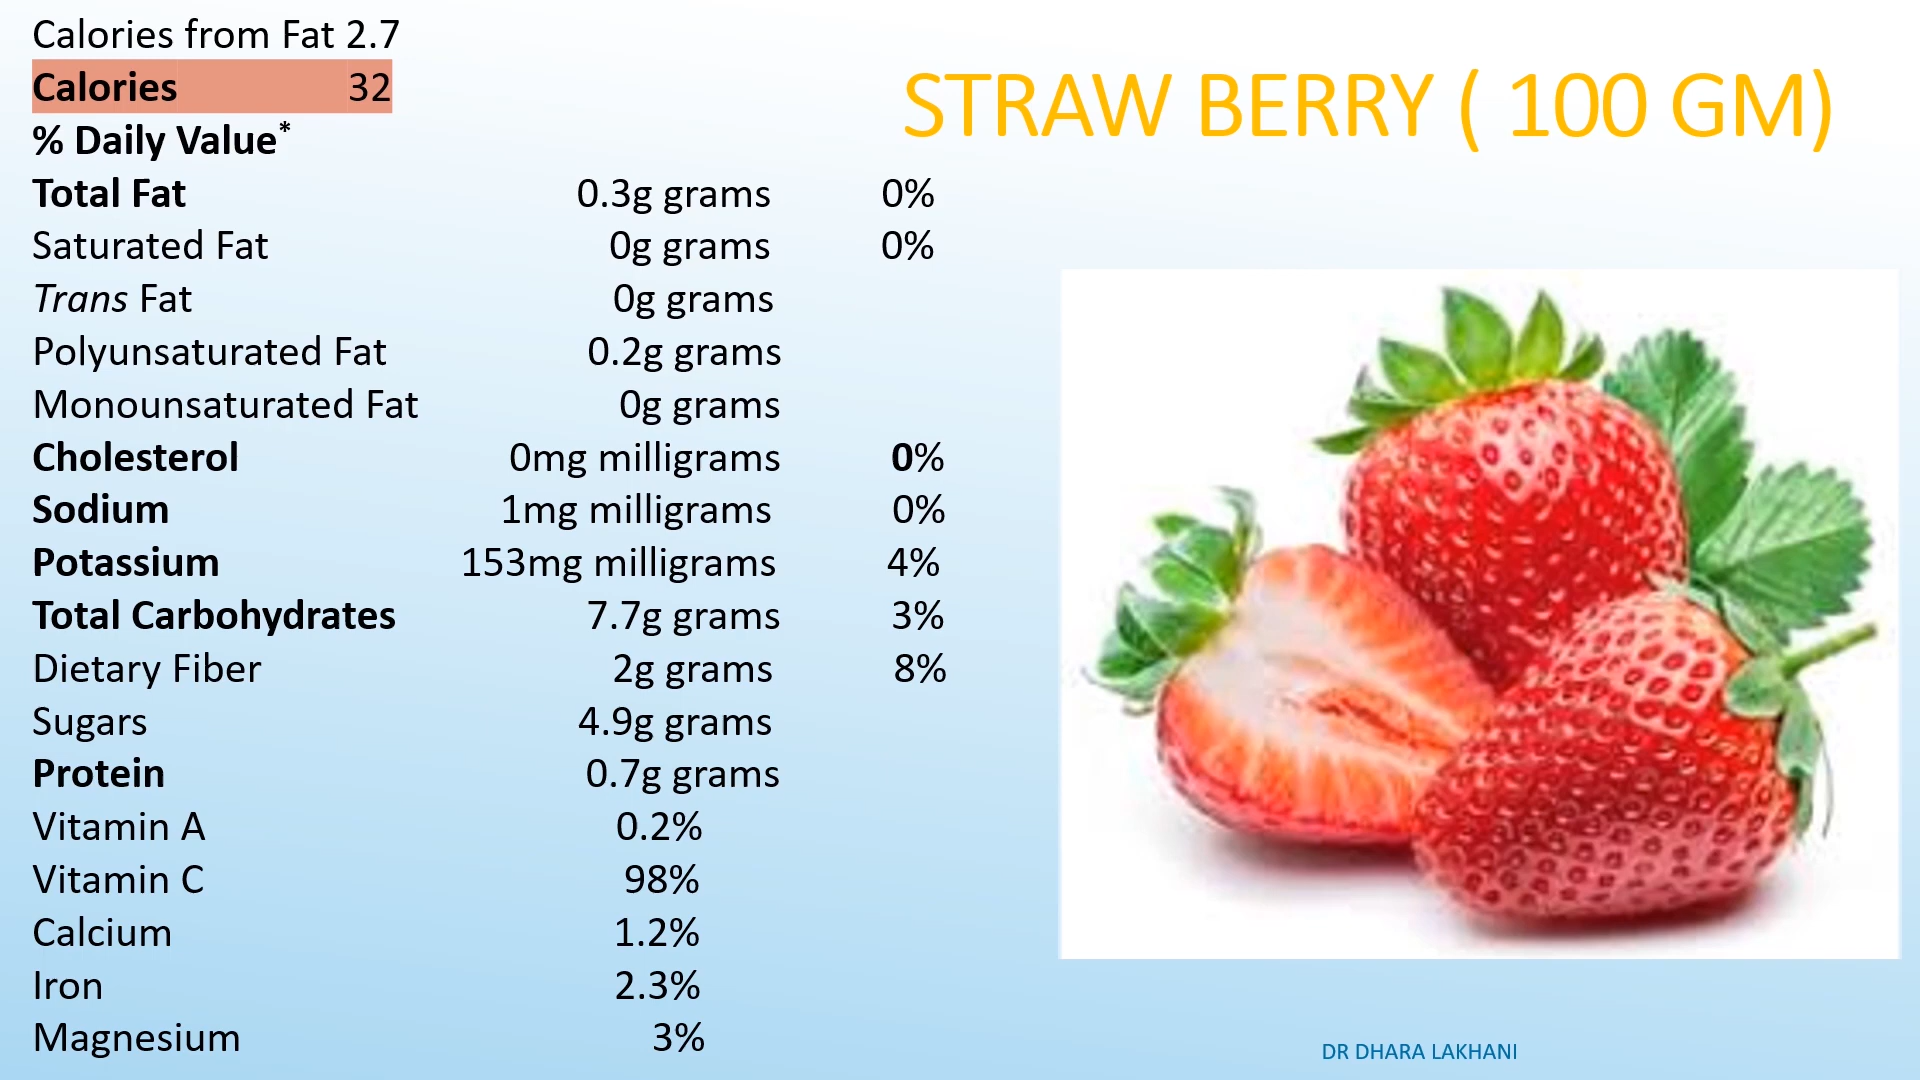 Calories from Fat 2.7
Calories 32
STRAW BERRY ( 100 GM)
% Daily Value*
Total Fat 0.3g grams 0%
Saturated Fat 0g grams 0%
Trans Fat 0g grams
Polyunsaturated Fat 0.2g grams
Monounsaturated Fat 0g grams
Cholesterol 0mg milligrams 0%
Sodium 1mg milligrams 0%
Potassium 153mg milligrams 4%
Total Carbohydrates 7.7g grams 3%
Dietary Fiber 2g grams 8%
Sugars 4.9g grams
Protein 0.7g grams
Vitamin A 0.2%
Vitamin C 98%
Calcium 1.2%
Iron 2.3%
Magnesium 3%
DR DHARA LAKHANI